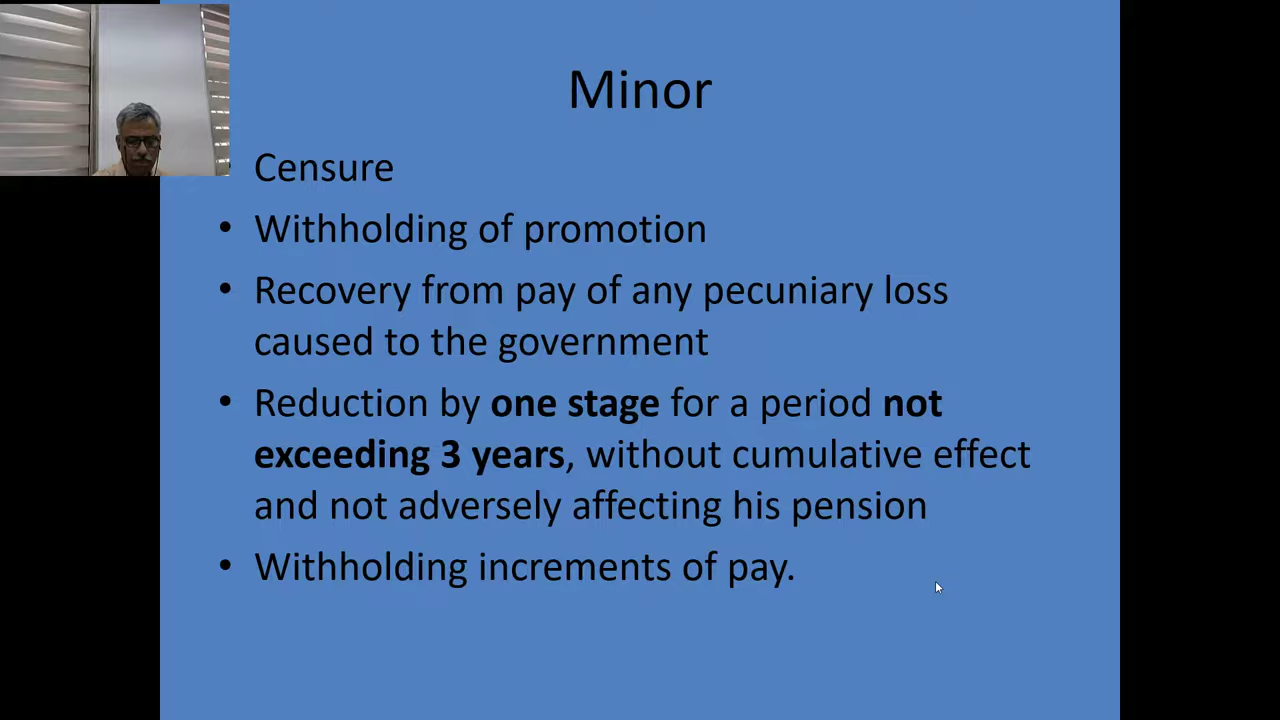 Minor
Censure
• Withholding of promotion
• Recovery from pay of any pecuniary loss
caused to the government
• Reduction by one stage for a period not
exceeding 3 years, without cumulative effect
and not adversely affecting his pension
• Withholding increments of pay.